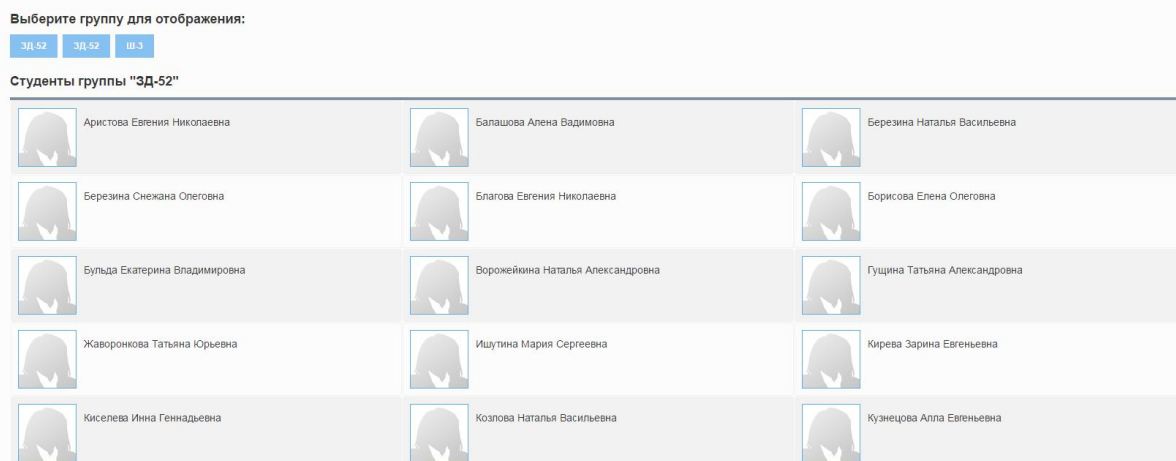 Выберите группу для отображения:
ЗД-52 ЗД-52 Ш-3
Студенты группы "ЗД-52"
Аристова Евгения Николаевна Балашова Алена Вадимовна Березина Наталья Васильевна
Березина Снежана Олеговна Благова Евгения Николаевна Борисова Елена Олеговна
Бульда Екатерина Владимировна Ворожейкина Наталья Александровна Гущина Татьяна Александровна
Жаворонкова Татьяна Юрьевна Ишутина Мария Сергеевна Кирева Зарина Евгеньевна
Киселева Инна Геннадьевна Козлова Наталья Васильевна Кузнецова Алла Евгеньевна